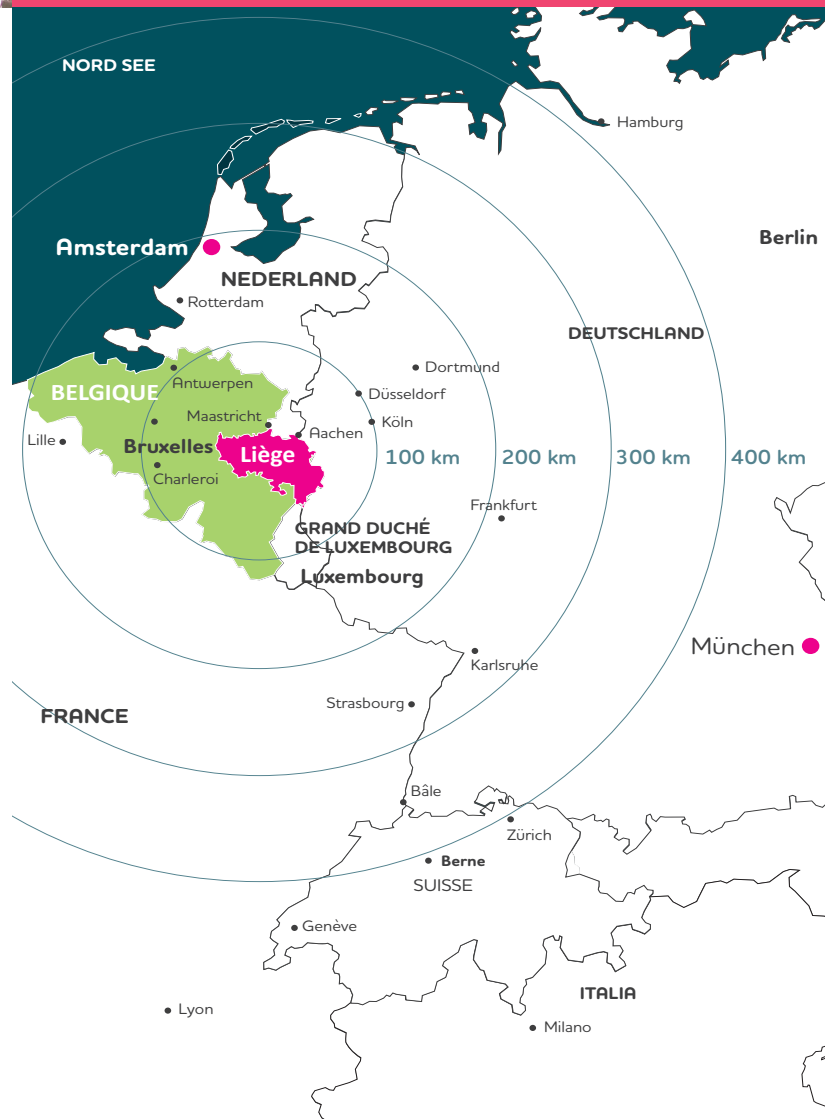 NORD SEE
Hamburg
Berlin
Amsterdam
NEDERLAND
Rotterdam
DEUTSCHLAND
Dortmund
BELGIQUE
Antwerpen
Düsseldorf
Maastricht
Köln
Aachen
Lille
Bruxelles
Liège
100 km
200 km
300 km
400 km
Charleroi
Frankfurt
GRAND DUCHÉ
DE LUXEMBOURG
Luxembourg
München
Karlsruhe
Strasbourg
FRANCE
Bâle
Zürich
Berne
SUISSE
Genève
ITALIA
Lyon
Milano